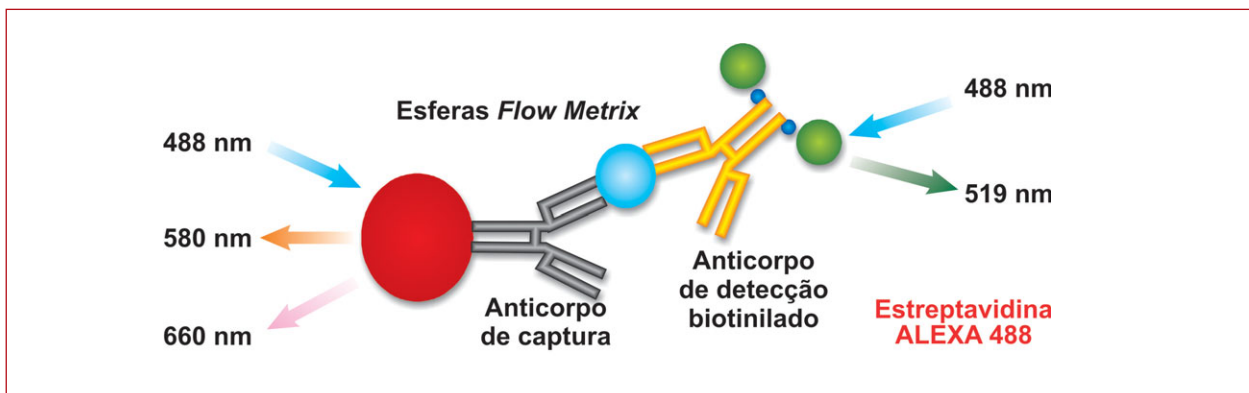 488 nm
580 nm
660 nm
Esferas Flow Metrix
Anticorpo
de captura
Anticorpo
de detecção
biotinilado
488 nm
519 nm
Estreptavidina
ALEXA 488